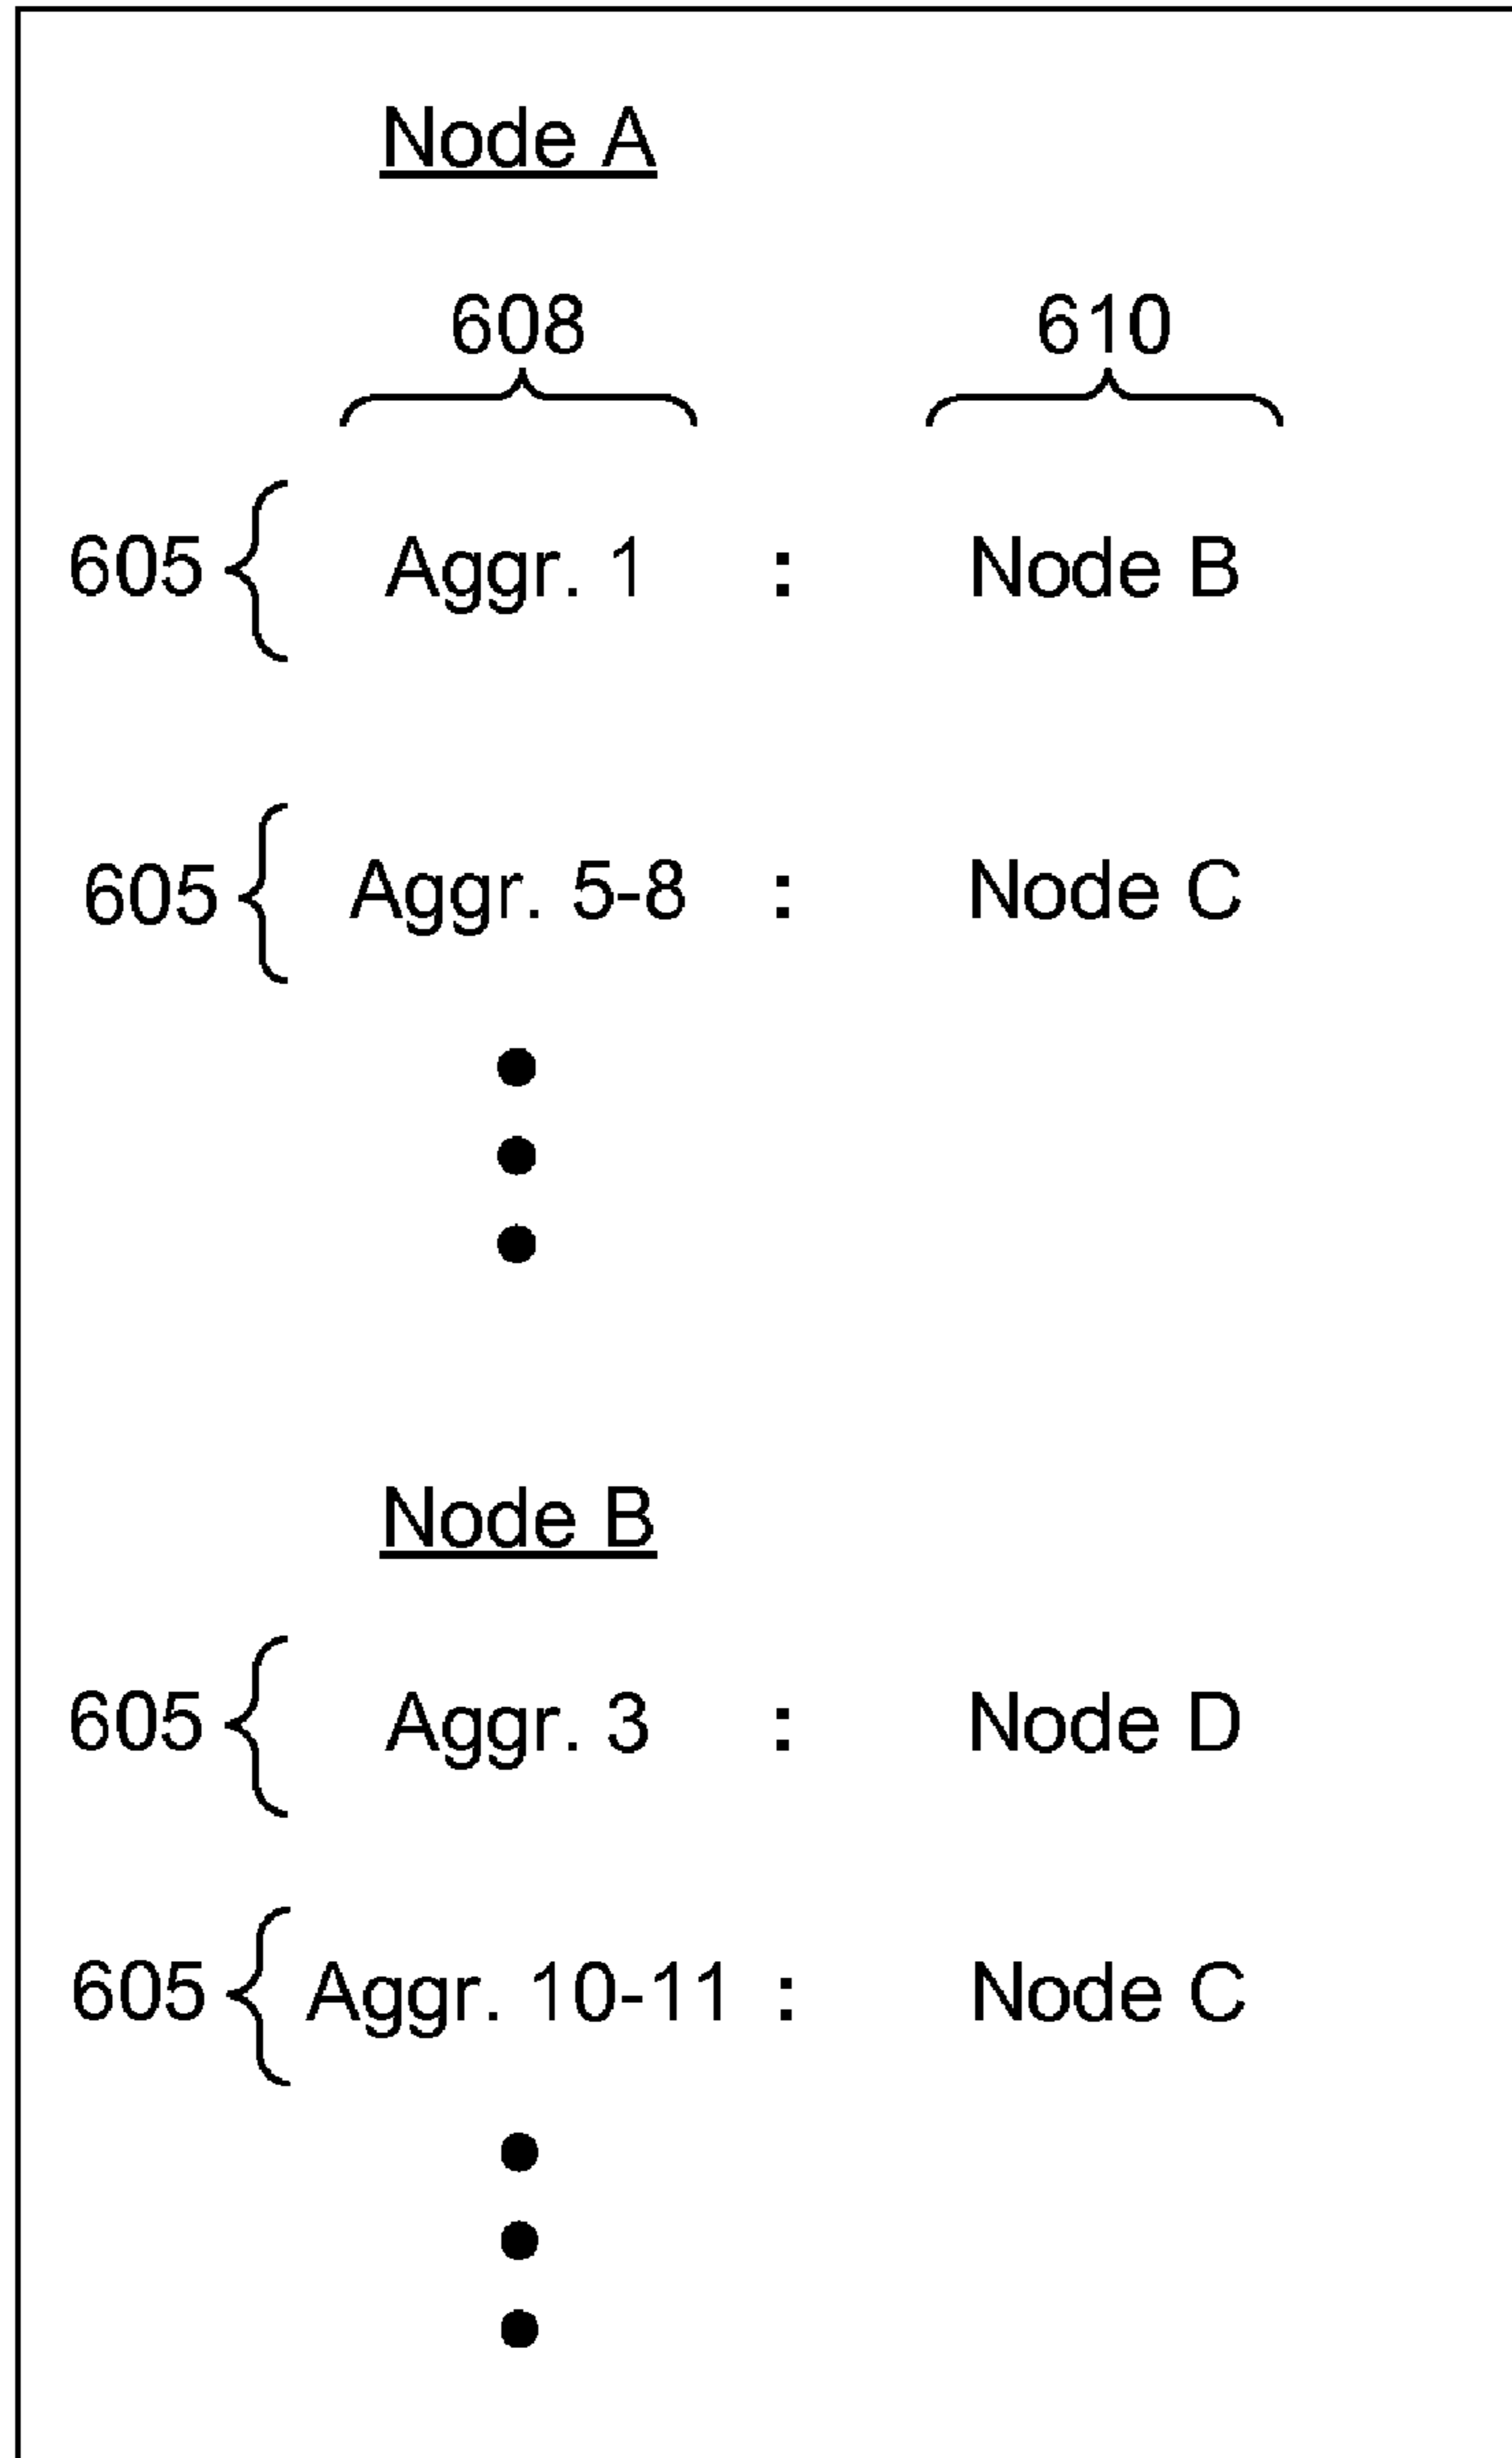 Node A
608 610
605 Aggr. 1 : Node B
605 Aggr. 5-8 : Node C
Node B
605 Aggr. 3 : Node D
605 Aggr. 10-11 : Node C